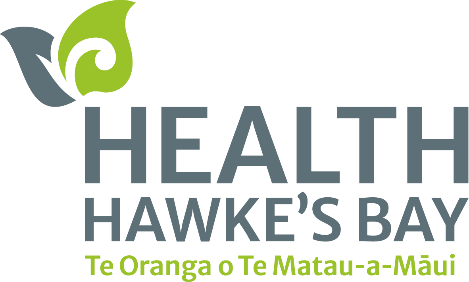 HEALTH
HAWKE'S BAY
Te Oranga o Te Matau-a-Māui